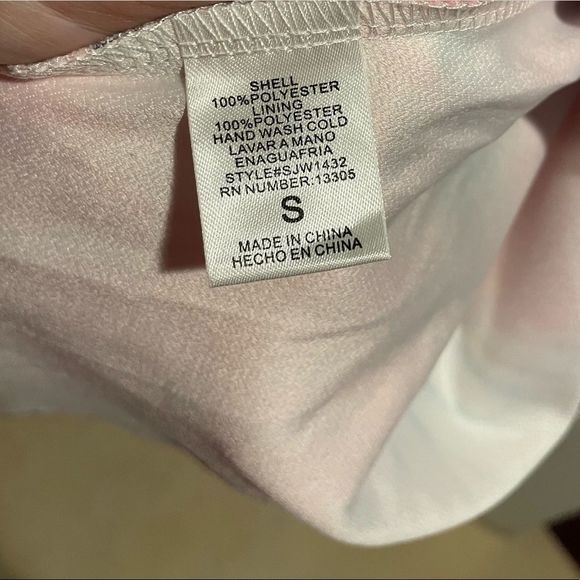 SHELL
100%POLYESTER
LINING
100%POLYESTER
HAND WASH COLD
LAVAR A MANO
ENAGUAFRIA
STYLE#SJW1432
RN NUMBER:13305
S
MADE IN CHINA
HECHO EN CHINA